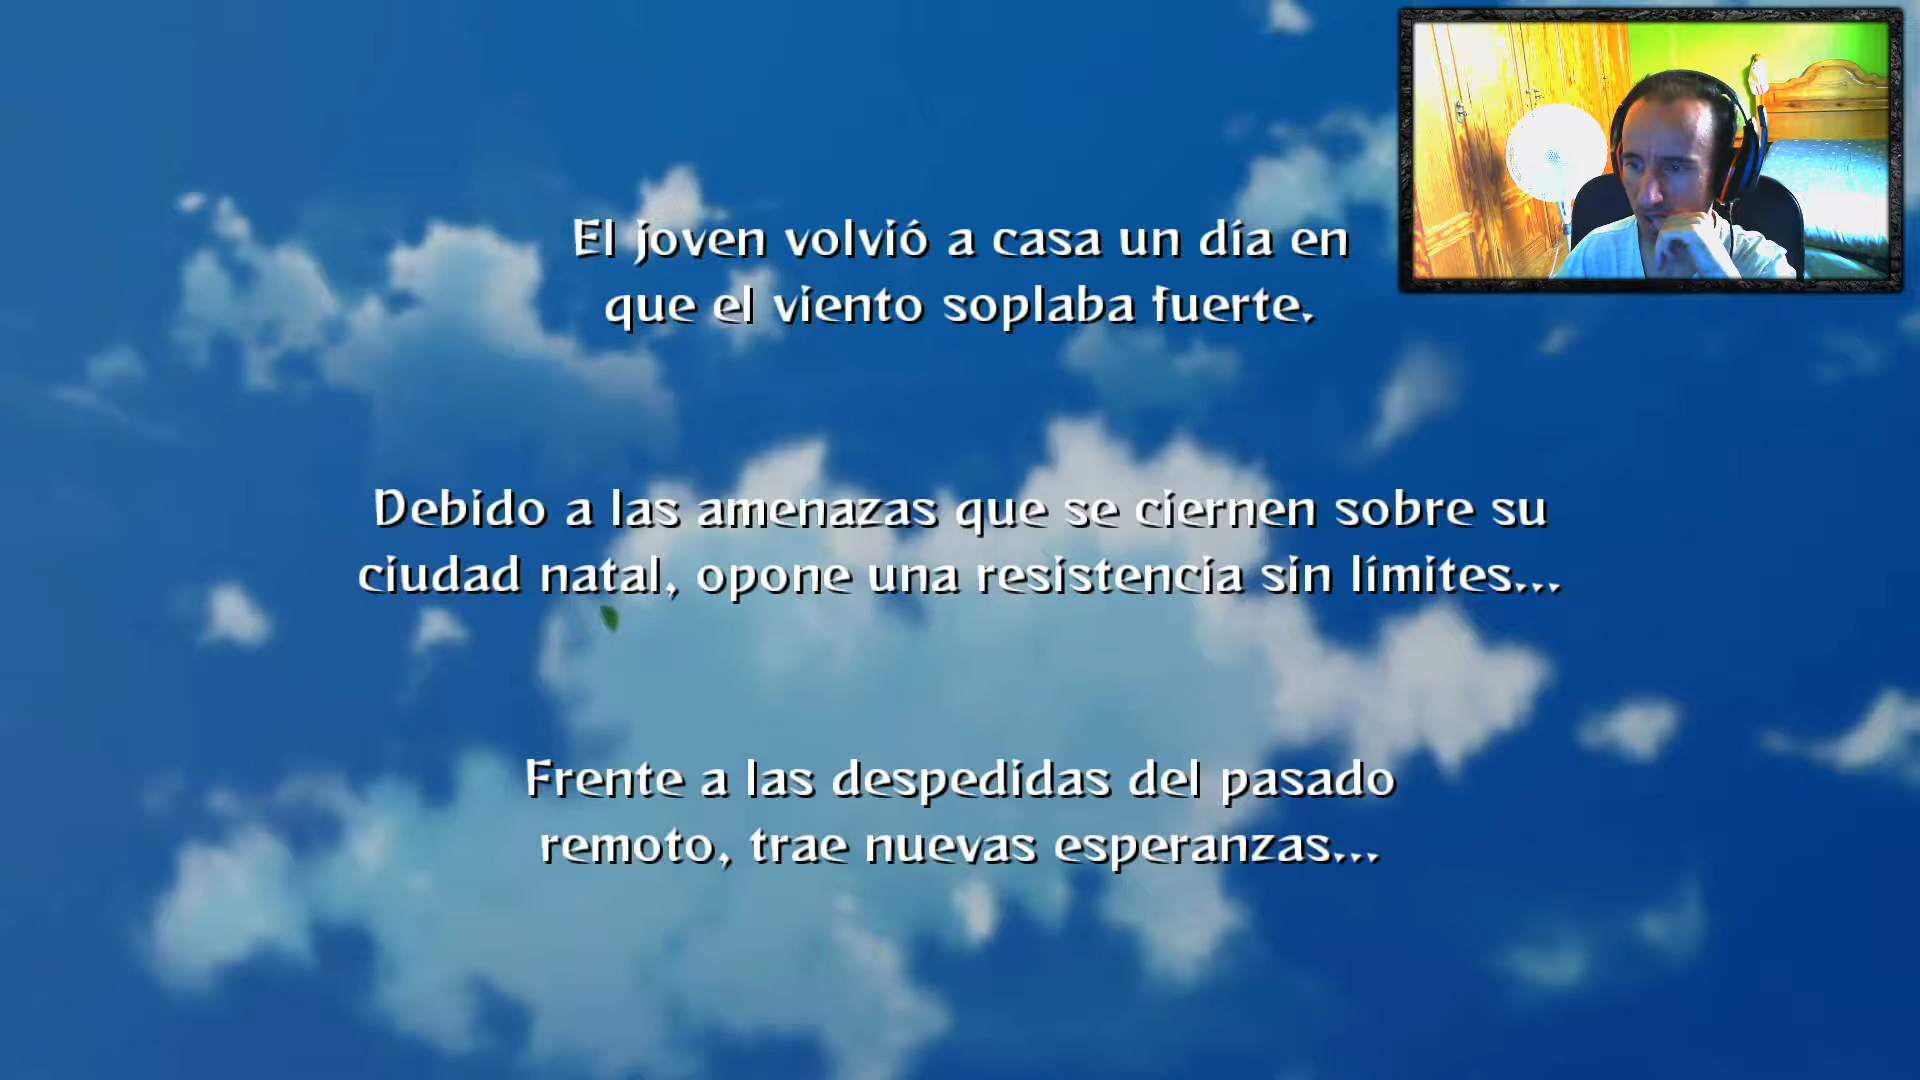 El joven volvió a casa un día en
que el viento soplaba fuerte.
Debido a las amenazas que se ciernen sobre su
ciudad natal, opone una resistencia sin límites...
Frente a las despedidas del pasado
remoto, trae nuevas esperanzas...